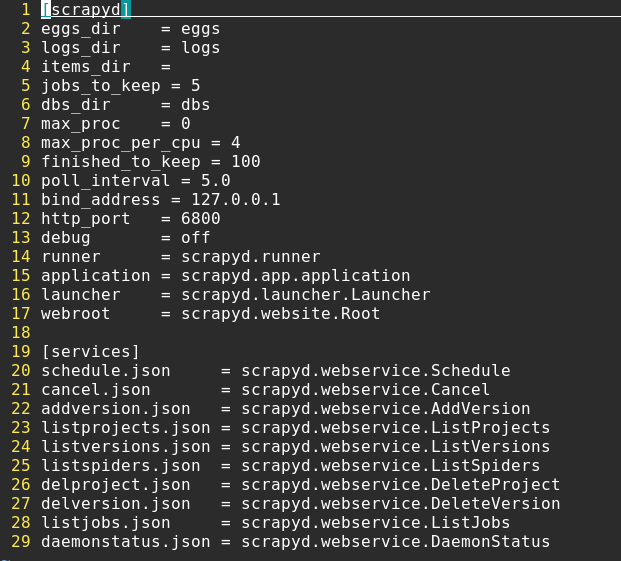 1 [scrapyd]
2 eggs_dir    = eggs
3 logs_dir    = logs
4 items_dir   =
5 jobs_to_keep = 5
6 dbs_dir     = dbs
7 max_proc    = 0
8 max_proc_per_cpu = 4
9 finished_to_keep = 100
10 poll_interval = 5.0
11 bind_address = 127.0.0.1
12 http_port   = 6800
13 debug       = off
14 runner      = scrapyd.runner
15 application = scrapyd.app.application
16 launcher    = scrapyd.launcher.Launcher
17 webroot     = scrapyd.website.Root
18
19 [services]
20 schedule.json     = scrapyd.webservice.Schedule
21 cancel.json       = scrapyd.webservice.Cancel
22 addversion.json   = scrapyd.webservice.AddVersion
23 listprojects.json = scrapyd.webservice.ListProjects
24 listversions.json = scrapyd.webservice.ListVersions
25 listspiders.json  = scrapyd.webservice.ListSpiders
26 delproject.json   = scrapyd.webservice.DeleteProject
27 delversion.json   = scrapyd.webservice.DeleteVersion
28 listjobs.json     = scrapyd.webservice.ListJobs
29 daemonstatus.json = scrapyd.webservice.DaemonStatus